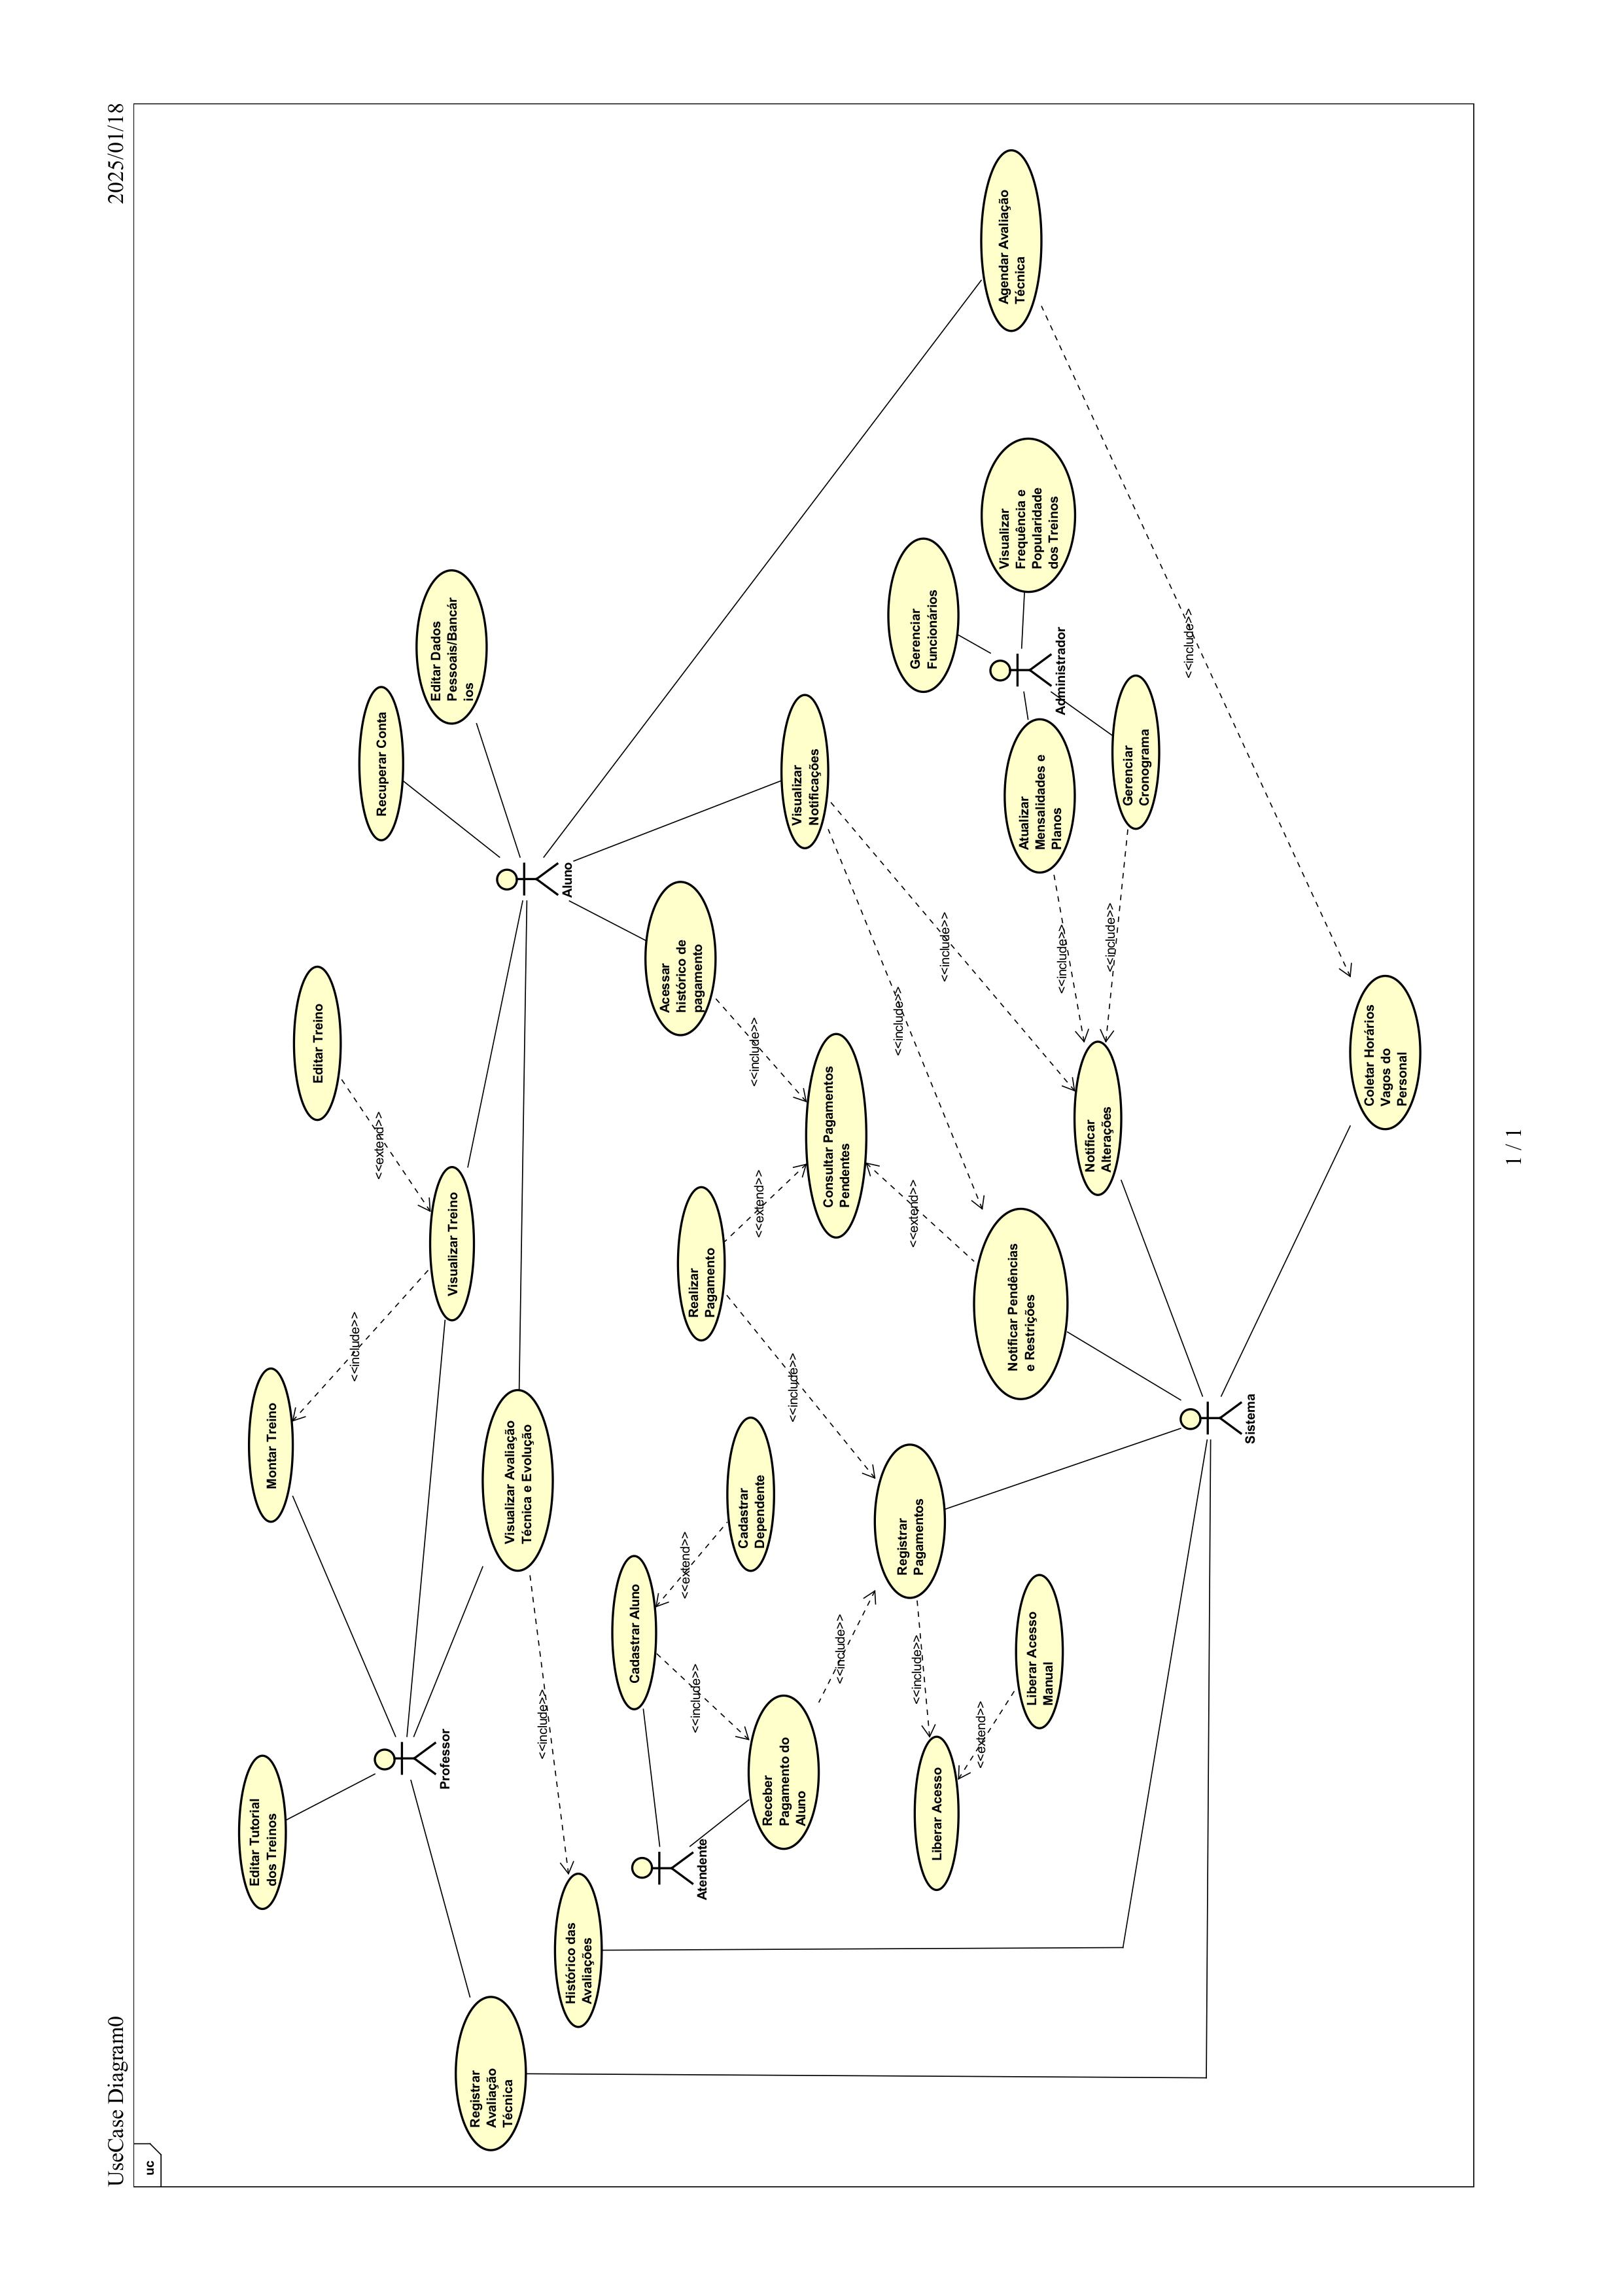 UseCase Diagram0
2025/01/18
uc
Editar Tutorial
dos Treinos
Montar Treino
Editar Treino
<<include>>
<<extend>>
Recuperar Conta
Professor
Visualizar Treino
Editar Dados
Pessoais/Bancár
ios
Registrar
Avaliação
Técnica
Visualizar Avaliação
Técnica e Evolução
<<include>>
Aluno
Histórico das
Avaliações
Cadastrar Aluno
Atendente
<<include>>
<<extend>>
Realizar
Pagamento
Acessar
histórico de
pagamento
Cadastrar
Dependente
<<extend>>
<<include>>
Receber
Pagamento do
Aluno
<<include>>
Visualizar
Notificações
<<include>>
Consultar Pagamentos
Pendentes
Registrar
Pagamentos
<<include>>
<<extend>>
<<include>>
Gerenciar
Funcionários
Liberar Acesso
<<include>>
<<extend>>
Liberar Acesso
Manual
Notificar Pendências
e Restrições
Atualizar
Mensalidades e
Planos
Administrador
Visualizar
Frequência e
Popularidade
dos Treinos
Agendar Avaliação
Técnica
<<include>>
Notificar
Alterações
<<include>>
Gerenciar
Cronograma
<<include>>
Sistema
Coletar Horários
Vagos do
Personal
1 / 1